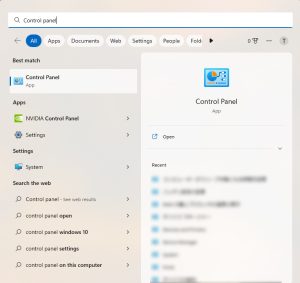 Control panel
All Apps Documents Web Settings People Fold
0
T
Best match
Control Panel
App
Apps
NVIDIA Control Panel
Settings
Settings
System
Search the web
Control panel - See web results
control panel open
control panel windows 10
control panel settings
control panel on this computer
Control Panel
App
Open
Recent